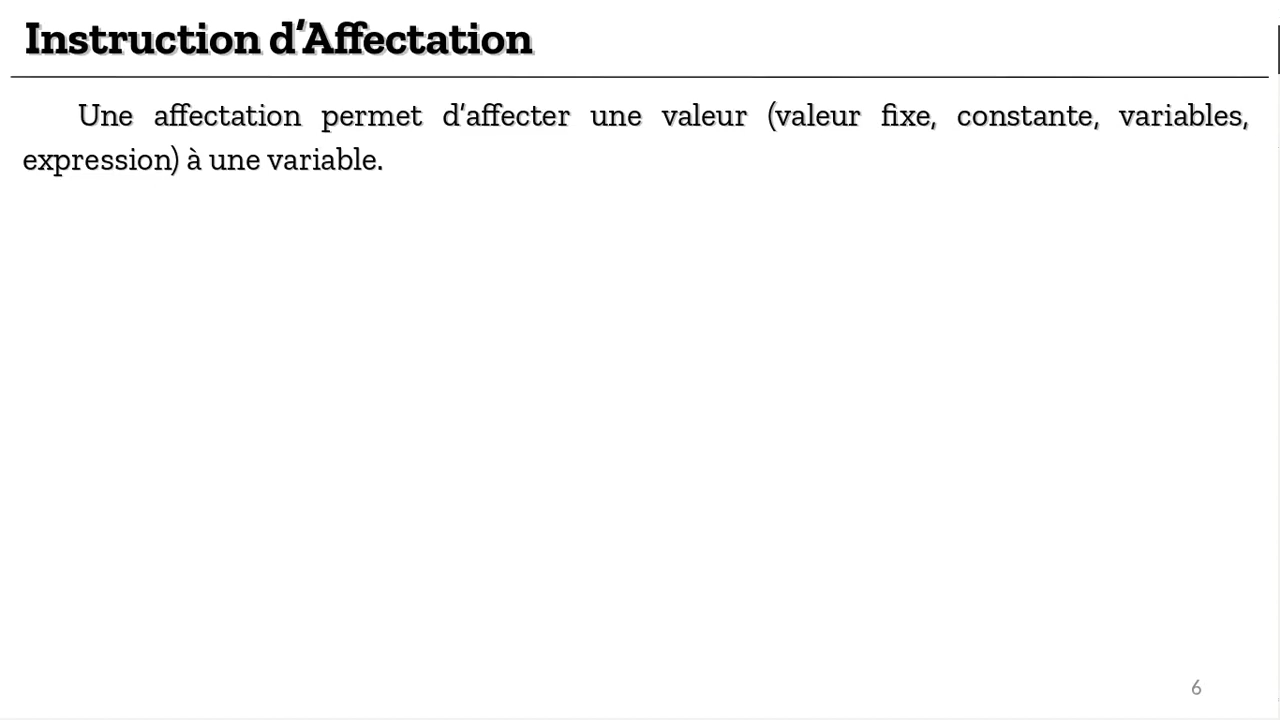 Instruction d’Affectation
Une affectation permet d’affecter une valeur (valeur fixe, constante, variables,
expression) à une variable.
6